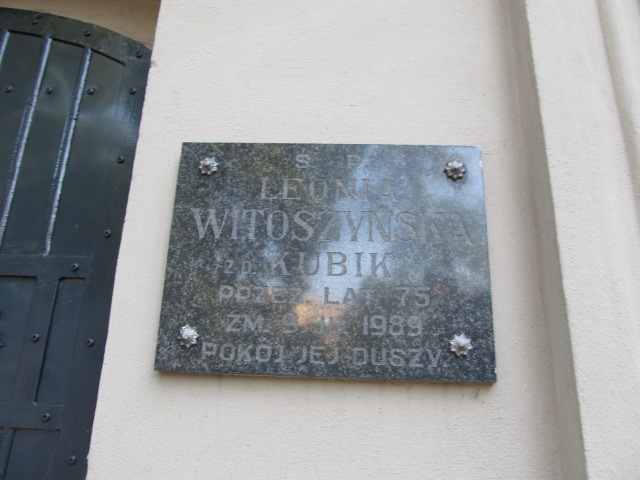 Ś P
LEONIA
WITOSZYŃSKA
ZD. KUBIK
PRZEŻ. LAT 75
ZM. 9 II 1989
POKÓJ JEJ DUSZY